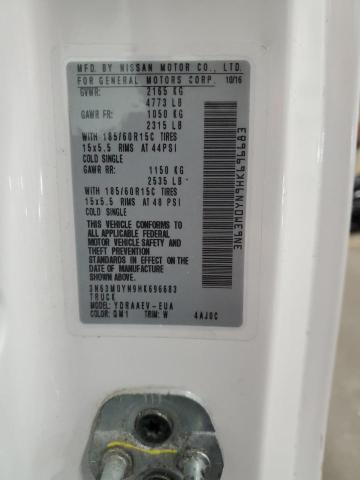 MFD. BY NISSAN MOTOR CO., LTD.
FOR GENERAL MOTORS CORP. 10/16
GVWR: 2165 KG
4773 LB
GAWR FR: 1050 KG
2315 LB
WITH 185/60R15C TIRES
15x5.5 RIMS AT 44PSI
COLD SINGLE
GAWR RR: 1150 KG
2535 LB
WITH 185/60R15C TIRES
15x5.5 RIMS AT 48 PSI
COLD SINGLE
THIS VEHICLE CONFORMS TO
ALL APPLICABLE FEDERAL
MOTOR VEHICLE SAFETY
STANDARDS IN EFFECT ON
THE DATE OF MANUFACTURE
SHOWN ABOVE.
3N63M0YN9HK696683
TRUCK
MODEL: YDRAAEV-EUA
COLOR: QM1 TRIM: W 4AJ0C
3N63M0YN9HK696683